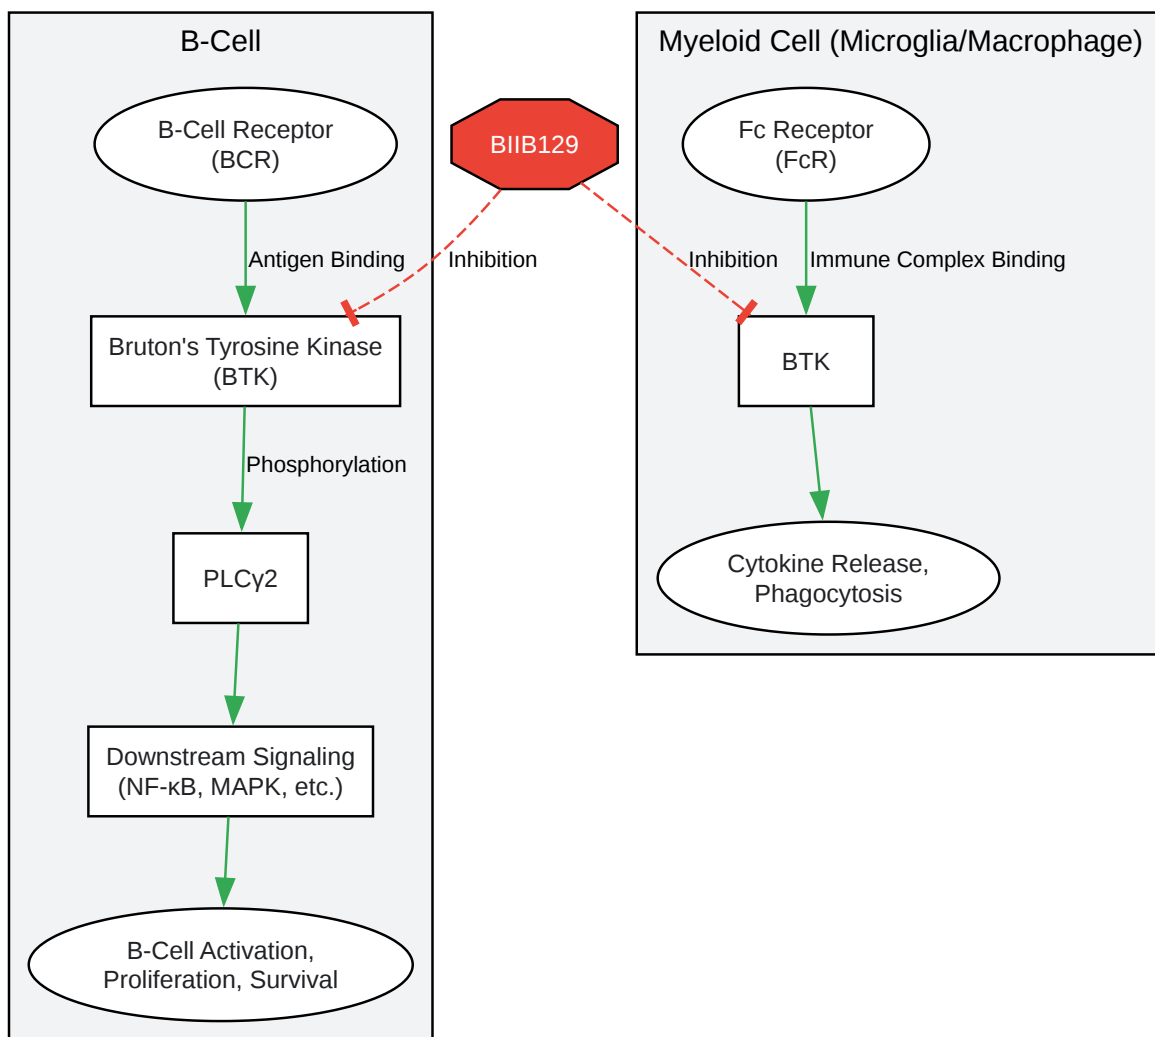 B-Cell
B-Cell Receptor
(BCR)
Antigen Binding
Bruton's Tyrosine Kinase
(BTK)
Phosphorylation
PLCγ2
Downstream Signaling
(NF-κB, MAPK, etc.)
B-Cell Activation,
Proliferation, Survival
BIIB129
Inhibition
Inhibition
Myeloid Cell (Microglia/Macrophage)
Fc Receptor
(FcR)
Immune Complex Binding
BTK
Cytokine Release,
Phagocytosis